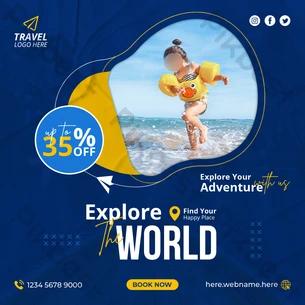 TRAVEL
LOGO HERE
up to
35% OFF
Explore Your
Adventure with us
Explore
Find Your
Happy Place
The WORLD
1234 5678 9000
BOOK NOW
here.webname.here